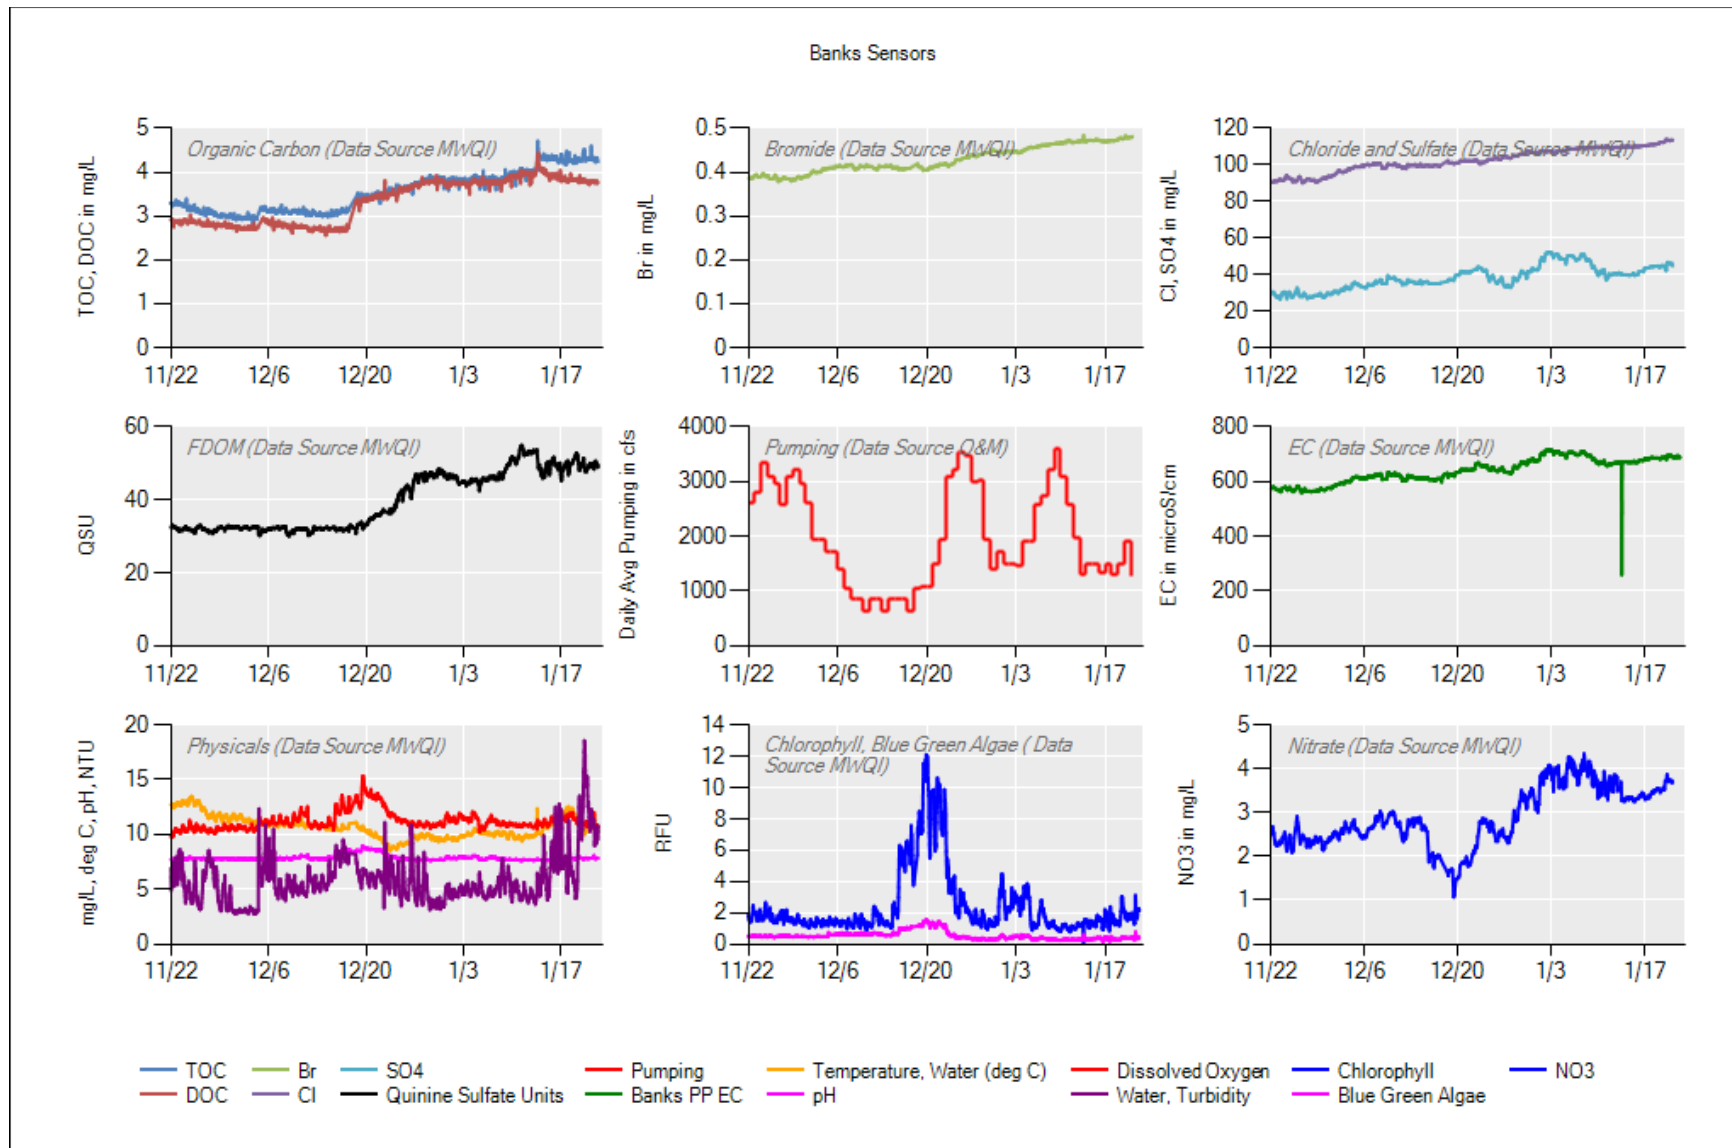 Banks Sensors
TOC, DOC in mg/L
5
4
3
2
1
0
Organic Carbon (Data Source MWQI)
11/22 12/6 12/20 1/3 1/17
Br in mg/L
0.5
0.4
0.3
0.2
0.1
0
Bromide (Data Source MWQI)
11/22 12/6 12/20 1/3 1/17
Cl, SO4 in mg/L
120
100
80
60
40
20
0
Chloride and Sulfate (Data Source MWQI)
11/22 12/6 12/20 1/3 1/17
QSU
60
40
20
0
FDOM (Data Source MWQI)
11/22 12/6 12/20 1/3 1/17
Daily Avg Pumping in cfs
4000
3000
2000
1000
0
Pumping (Data Source O&M)
11/22 12/6 12/20 1/3 1/17
EC in microS/cm
800
600
400
200
0
EC (Data Source MWQI)
11/22 12/6 12/20 1/3 1/17
mg/L, deg C, pH, NTU
20
15
10
5
0
Physicals (Data Source MWQI)
11/22 12/6 12/20 1/3 1/17
RFU
14
12
10
8
6
4
2
0
Chlorophyll, Blue Green Algae ( Data
Source MWQI)
11/22 12/6 12/20 1/3 1/17
NO3 in mg/L
5
4
3
2
1
0
Nitrate (Data Source MWQI)
11/22 12/6 12/20 1/3 1/17
TOC Br SO4 Pumping Temperature, Water (deg C) Dissolved Oxygen Chlorophyll NO3
DOC Cl Quinine Sulfate Units Banks PP EC pH Water, Turbidity Blue Green Algae